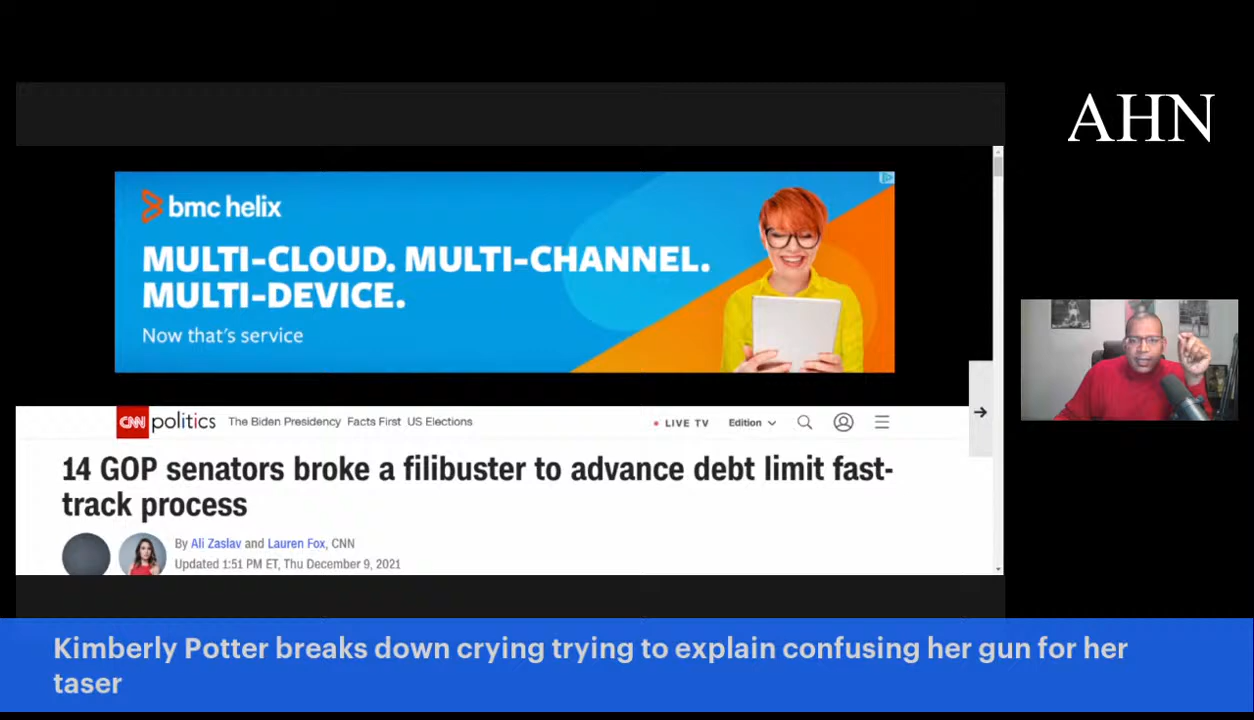 AHN
bmc helix
MULTI-CLOUD. MULTI-CHANNEL.
MULTI-DEVICE.
Now that's service
CNN politics The Biden Presidency Facts First US Elections LIVE TV Edition
14 GOP senators broke a filibuster to advance debt limit fast-
track process
By Ali Zaslav and Lauren Fox, CNN
Updated 1:51 PM ET, Thu December 9, 2021
Kimberly Potter breaks down crying trying to explain confusing her gun for her
taser